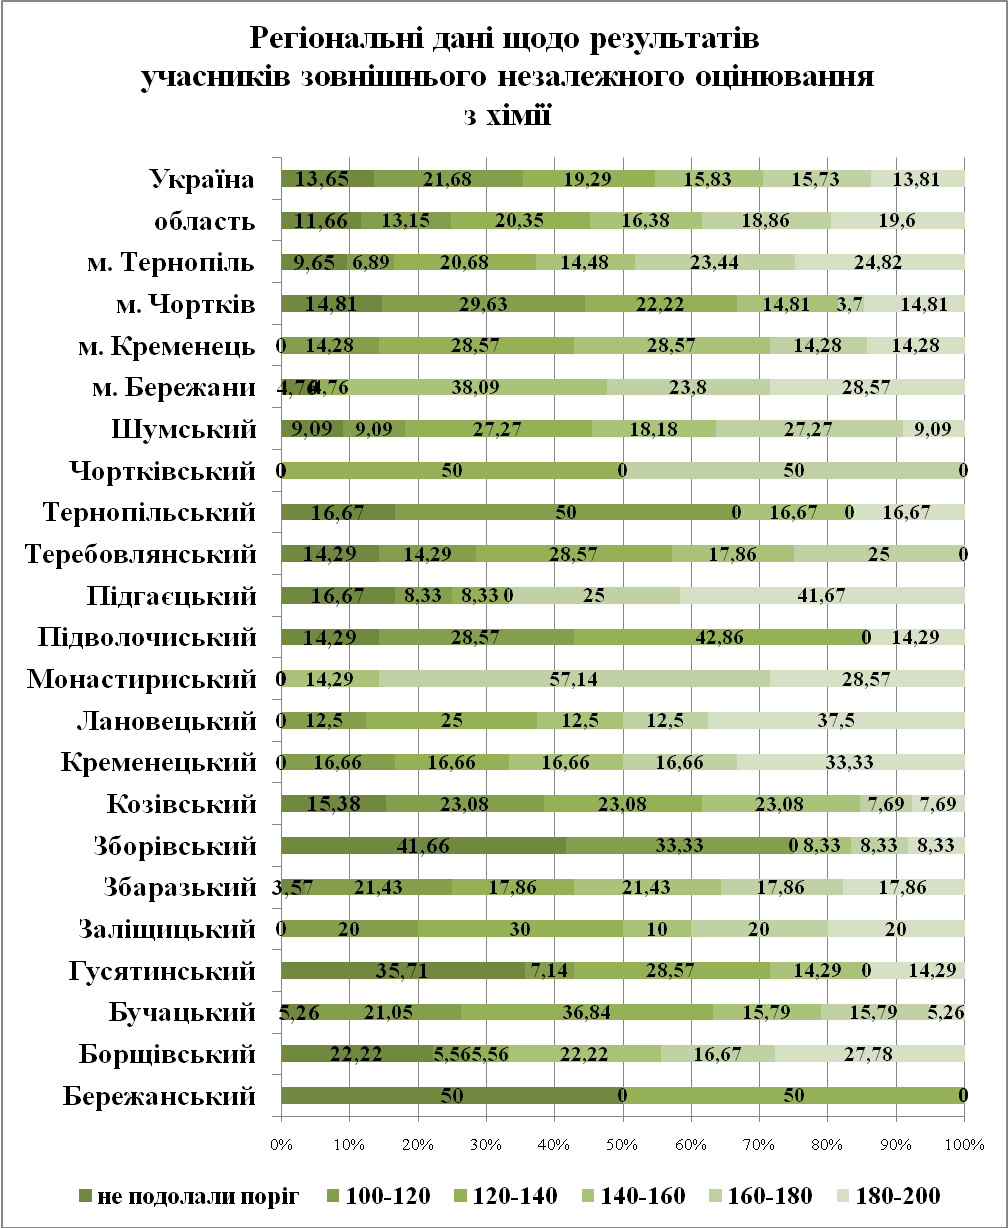 Регіональні дані щодо результатів
учасників зовнішнього незалежного оцінювання
з хімії
Україна 13,65 21,68 19,29 15,83 15,73 13,81
область 11,66 13,15 20,35 16,38 18,86 19,6
м. Тернопіль 9,65 6,89 20,68 14,48 23,44 24,82
м. Чортків 14,81 29,63 22,22 14,81 3,7 14,81
м. Кременець 0 14,28 28,57 28,57 14,28 14,28
м. Бережани 4,76 4,76 38,09 23,8 28,57
Шумський 9,09 9,09 27,27 18,18 27,27 9,09
Чортківський 0 50 0 50 0
Тернопільський 16,67 50 0 16,67 0 16,67
Теребовлянський 14,29 14,29 28,57 17,86 25 0
Підгаєцький 16,67 8,33 8,33 0 25 41,67
Підволочиський 14,29 28,57 42,86 0 14,29
Монастириський 0 14,29 57,14 28,57
Лановецький 0 12,5 25 12,5 12,5 37,5
Кременецький 0 16,66 16,66 16,66 16,66 33,33
Козівський 15,38 23,08 23,08 23,08 7,69 7,69
Зборівський 41,66 33,33 0 8,33 8,33 8,33
Збаразький 3,57 21,43 17,86 21,43 17,86 17,86
Заліщицький 0 20 30 10 20 20
Гусятинський 35,71 7,14 28,57 14,29 0 14,29
Бучацький 5,26 21,05 36,84 15,79 15,79 5,26
Борщівський 22,22 5,56 5,56 22,22 16,67 27,78
Бережанський 50 0 50 0
0% 10% 20% 30% 40% 50% 60% 70% 80% 90% 100%
не подолали поріг 100-120 120-140 140-160 160-180 180-200